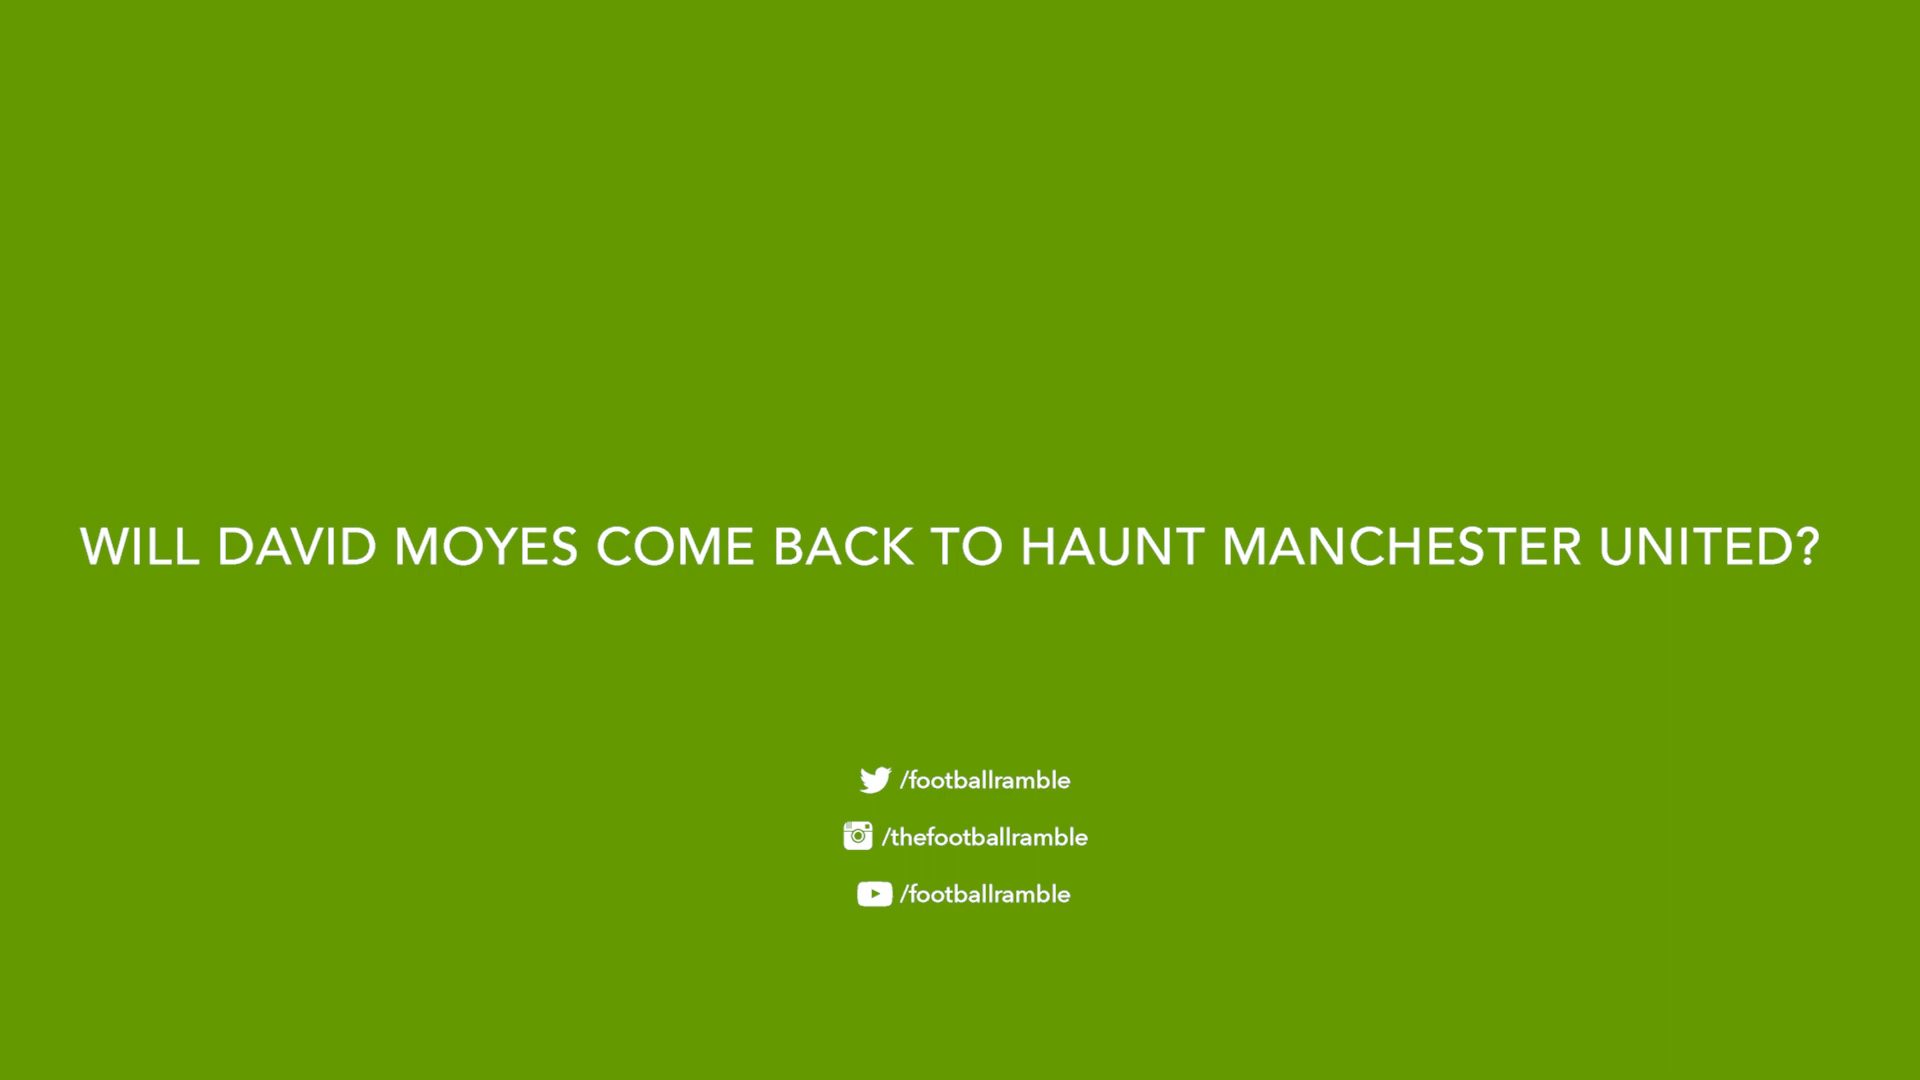 WILL DAVID MOYES COME BACK TO HAUNT MANCHESTER UNITED?
/footballramble
/thefootballramble
/footballramble